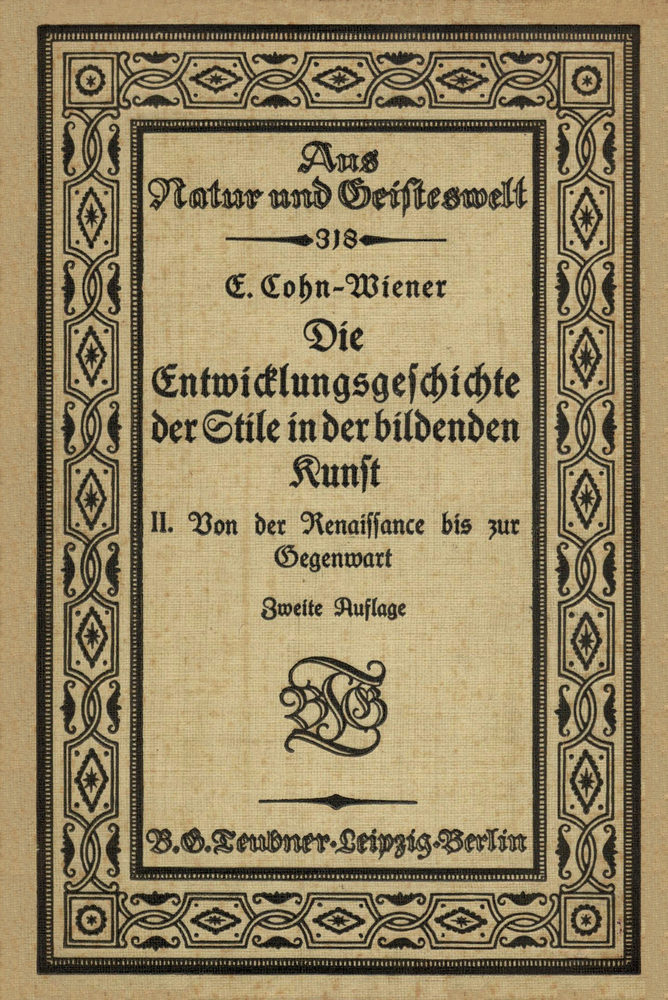 Aus
Natur und Geisteswelt
318
E. Cohn-Wiener
Die
Entwicklungsgeschichte
der Stile in der bildenden
Kunst
II. Von der Renaissance bis zur
Gegenwart
Zweite Auflage
BTG
B. G. Teubner · Leipzig · Berlin